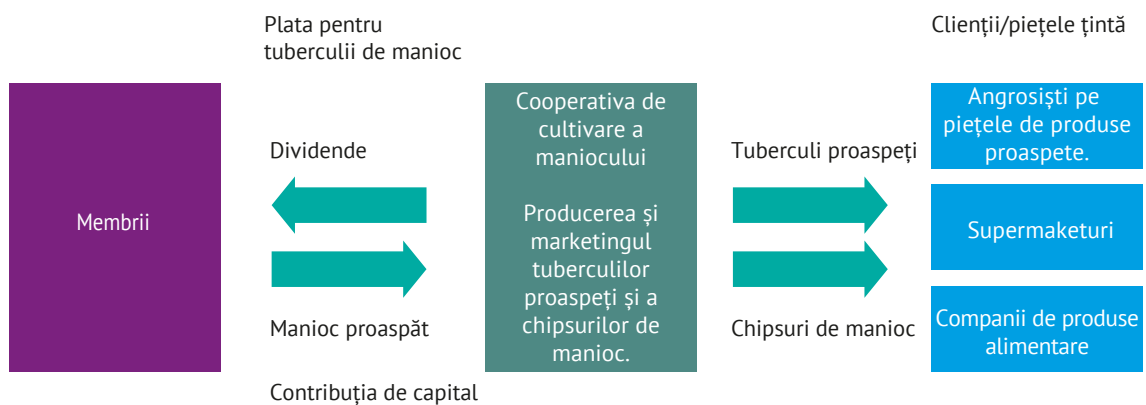 Plata pentru
tuberculii de manioc
Clienții/piețele țintă
Membrii
Dividende
Manioc proaspăt
Contribuția de capital
Cooperativa de
cultivare a
maniocului
Producerea și
marketingul
tuberculilor
proaspeți și a
chipsurilor de
manioc.
Tuberculi proaspeți
Chipsuri de manioc
Angrosiști pe
piețele de produse
proaspete.
Supermaketuri
Companii de produse
alimentare